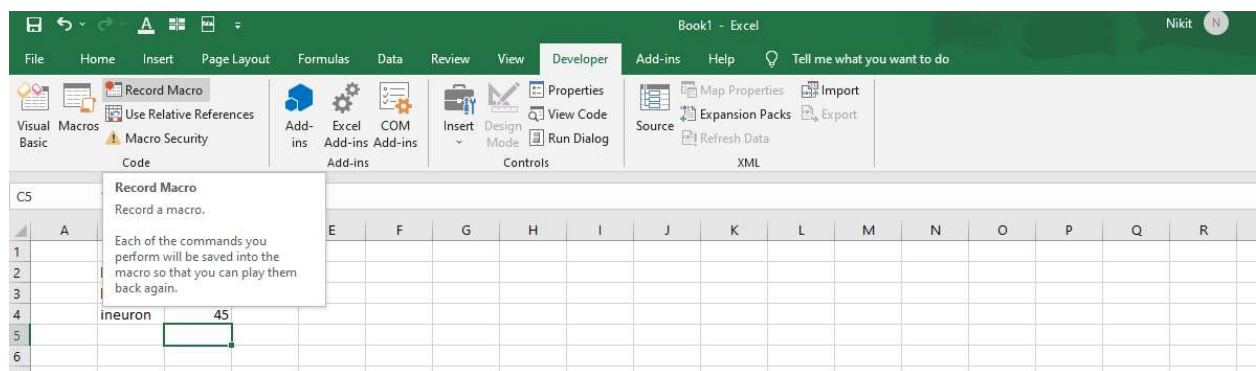 Book1 - Excel
Nikit N
File Home Insert Page Layout Formulas Data Review View Developer Add-ins Help Tell me what you want to do
Visual Basic
Macros
Record Macro
Use Relative References
Macro Security
Code
Add-ins
Excel Add-ins
COM Add-ins
Add-ins
Insert
Design Mode
Properties
View Code
Run Dialog
Controls
Source
Map Properties
Expansion Packs
Refresh Data
Import
Export
XML
C5
Record Macro
Record a macro.
Each of the commands you
perform will be saved into the
macro so that you can play them
back again.
A E F G H I J K L M N O P Q R
1
2
3
4 ineuron 45
5
6